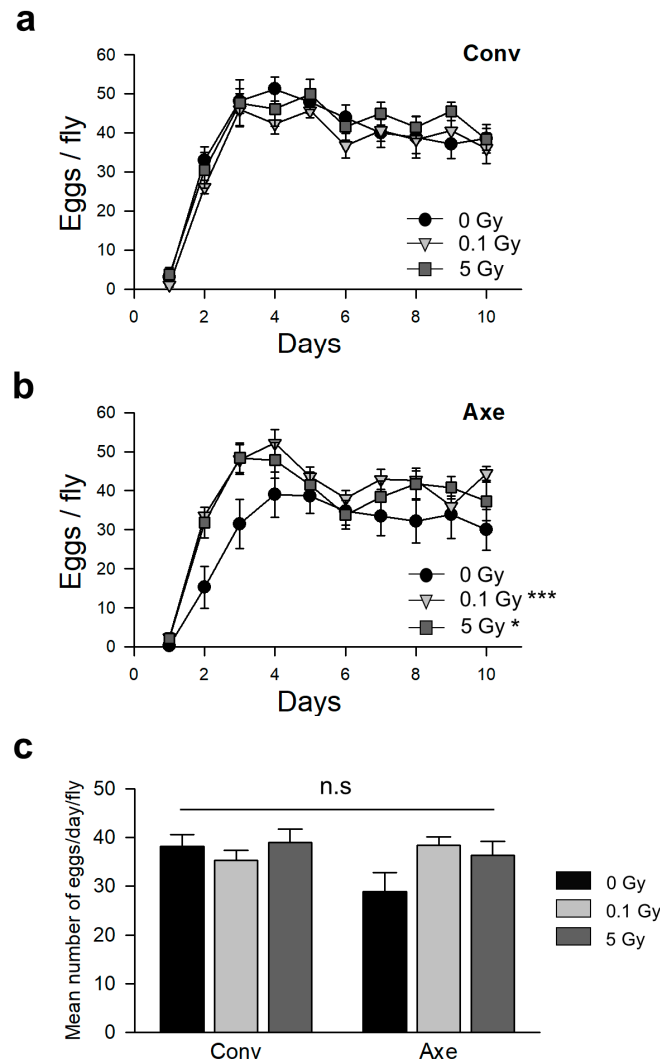 a
Conv
60
50
40
30
20
10
0
Eggs / fly
0 Gy
0.1 Gy
5 Gy
0 2 4 6 8 10
Days
b
Axe
60
50
40
30
20
10
0
Eggs / fly
0 Gy
0.1 Gy ***
5 Gy *
0 2 4 6 8 10
Days
c
n.s
50
40
30
20
10
0
Mean number of eggs/day/fly
0 Gy
0.1 Gy
5 Gy
Conv Axe